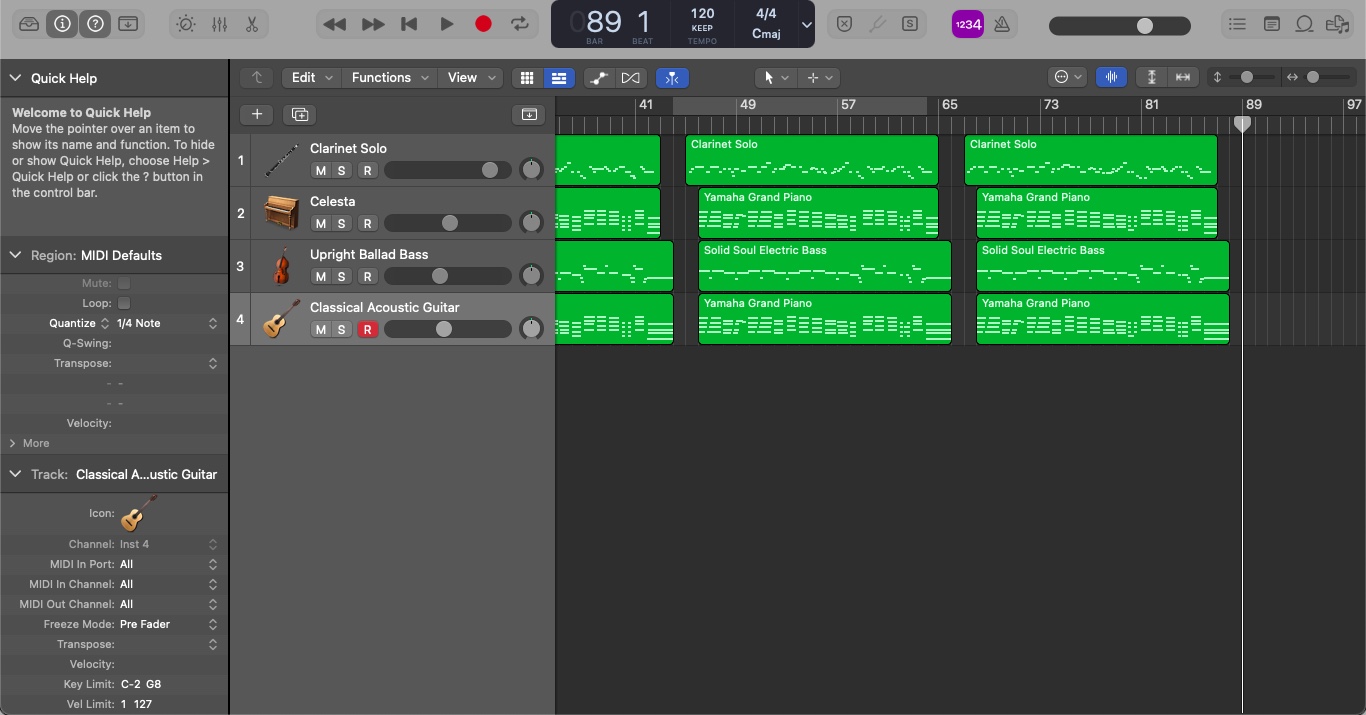 089 1
BAR BEAT
120
KEEP
TEMPO
4/4
Cmaj
1234
Quick Help
Welcome to Quick Help
Move the pointer over an item to
show its name and function. To hide
or show Quick Help, choose Help >
Quick Help or click the ? button in
the control bar.
Region: MIDI Defaults
Mute:
Loop:
Quantize 1/4 Note
Q-Swing:
Transpose:
- -
- -
Velocity:
More
Track: Classical A...ustic Guitar
Icon:
Channel: Inst 4
MIDI In Port: All
MIDI In Channel: All
MIDI Out Channel: All
Freeze Mode: Pre Fader
Transpose:
Velocity:
Key Limit: C-2 G8
Vel Limit: 1 127
Edit Functions View
41 49 57 65 73 81 89 97
1 Clarinet Solo
M S R
Clarinet Solo Clarinet Solo
2 Celesta
M S R
Yamaha Grand Piano Yamaha Grand Piano
3 Upright Ballad Bass
M S R
Solid Soul Electric Bass Solid Soul Electric Bass
4 Classical Acoustic Guitar
M S R
Yamaha Grand Piano Yamaha Grand Piano